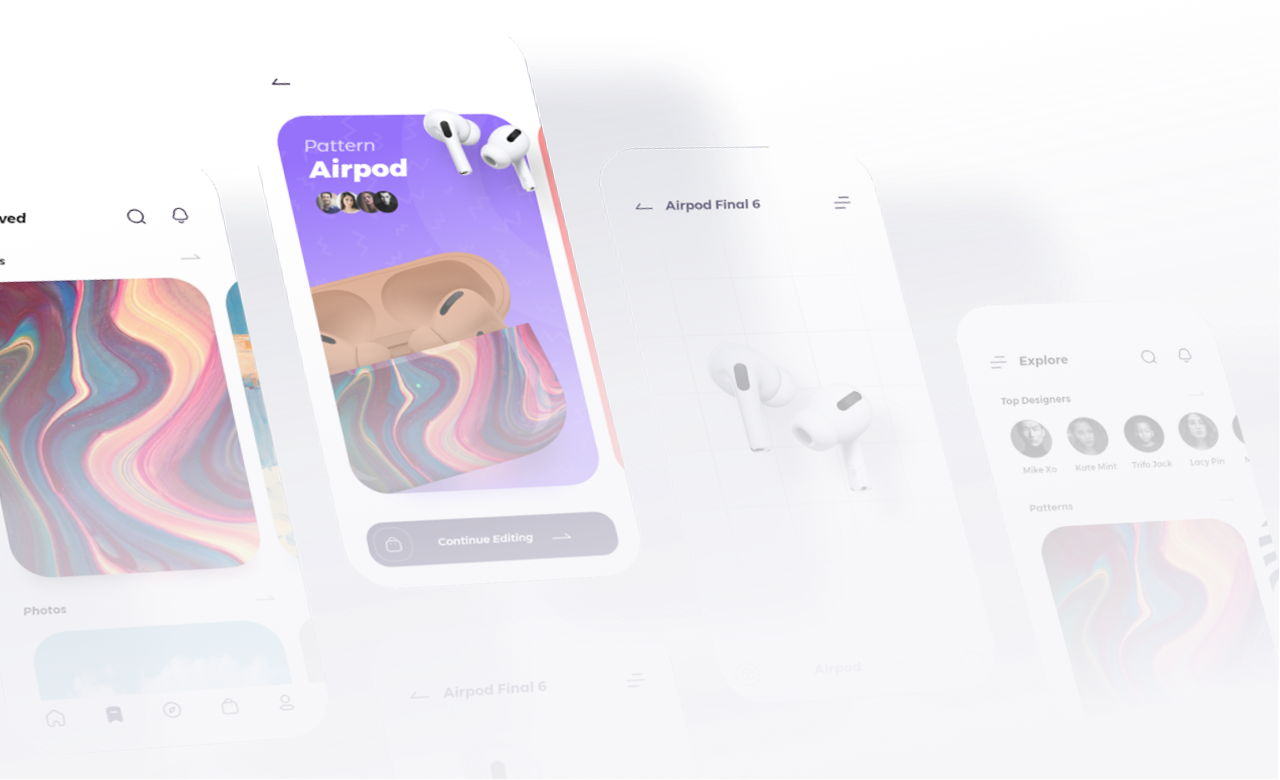 ved
s
Photos
Pattern
Airpod
Continue Editing
Airpod Final 6
Airpod
Airpod Final 6
Explore
Top Designers
Mike Xo
Kate Mint
Trifo Jack
Lacy Pin
Patterns